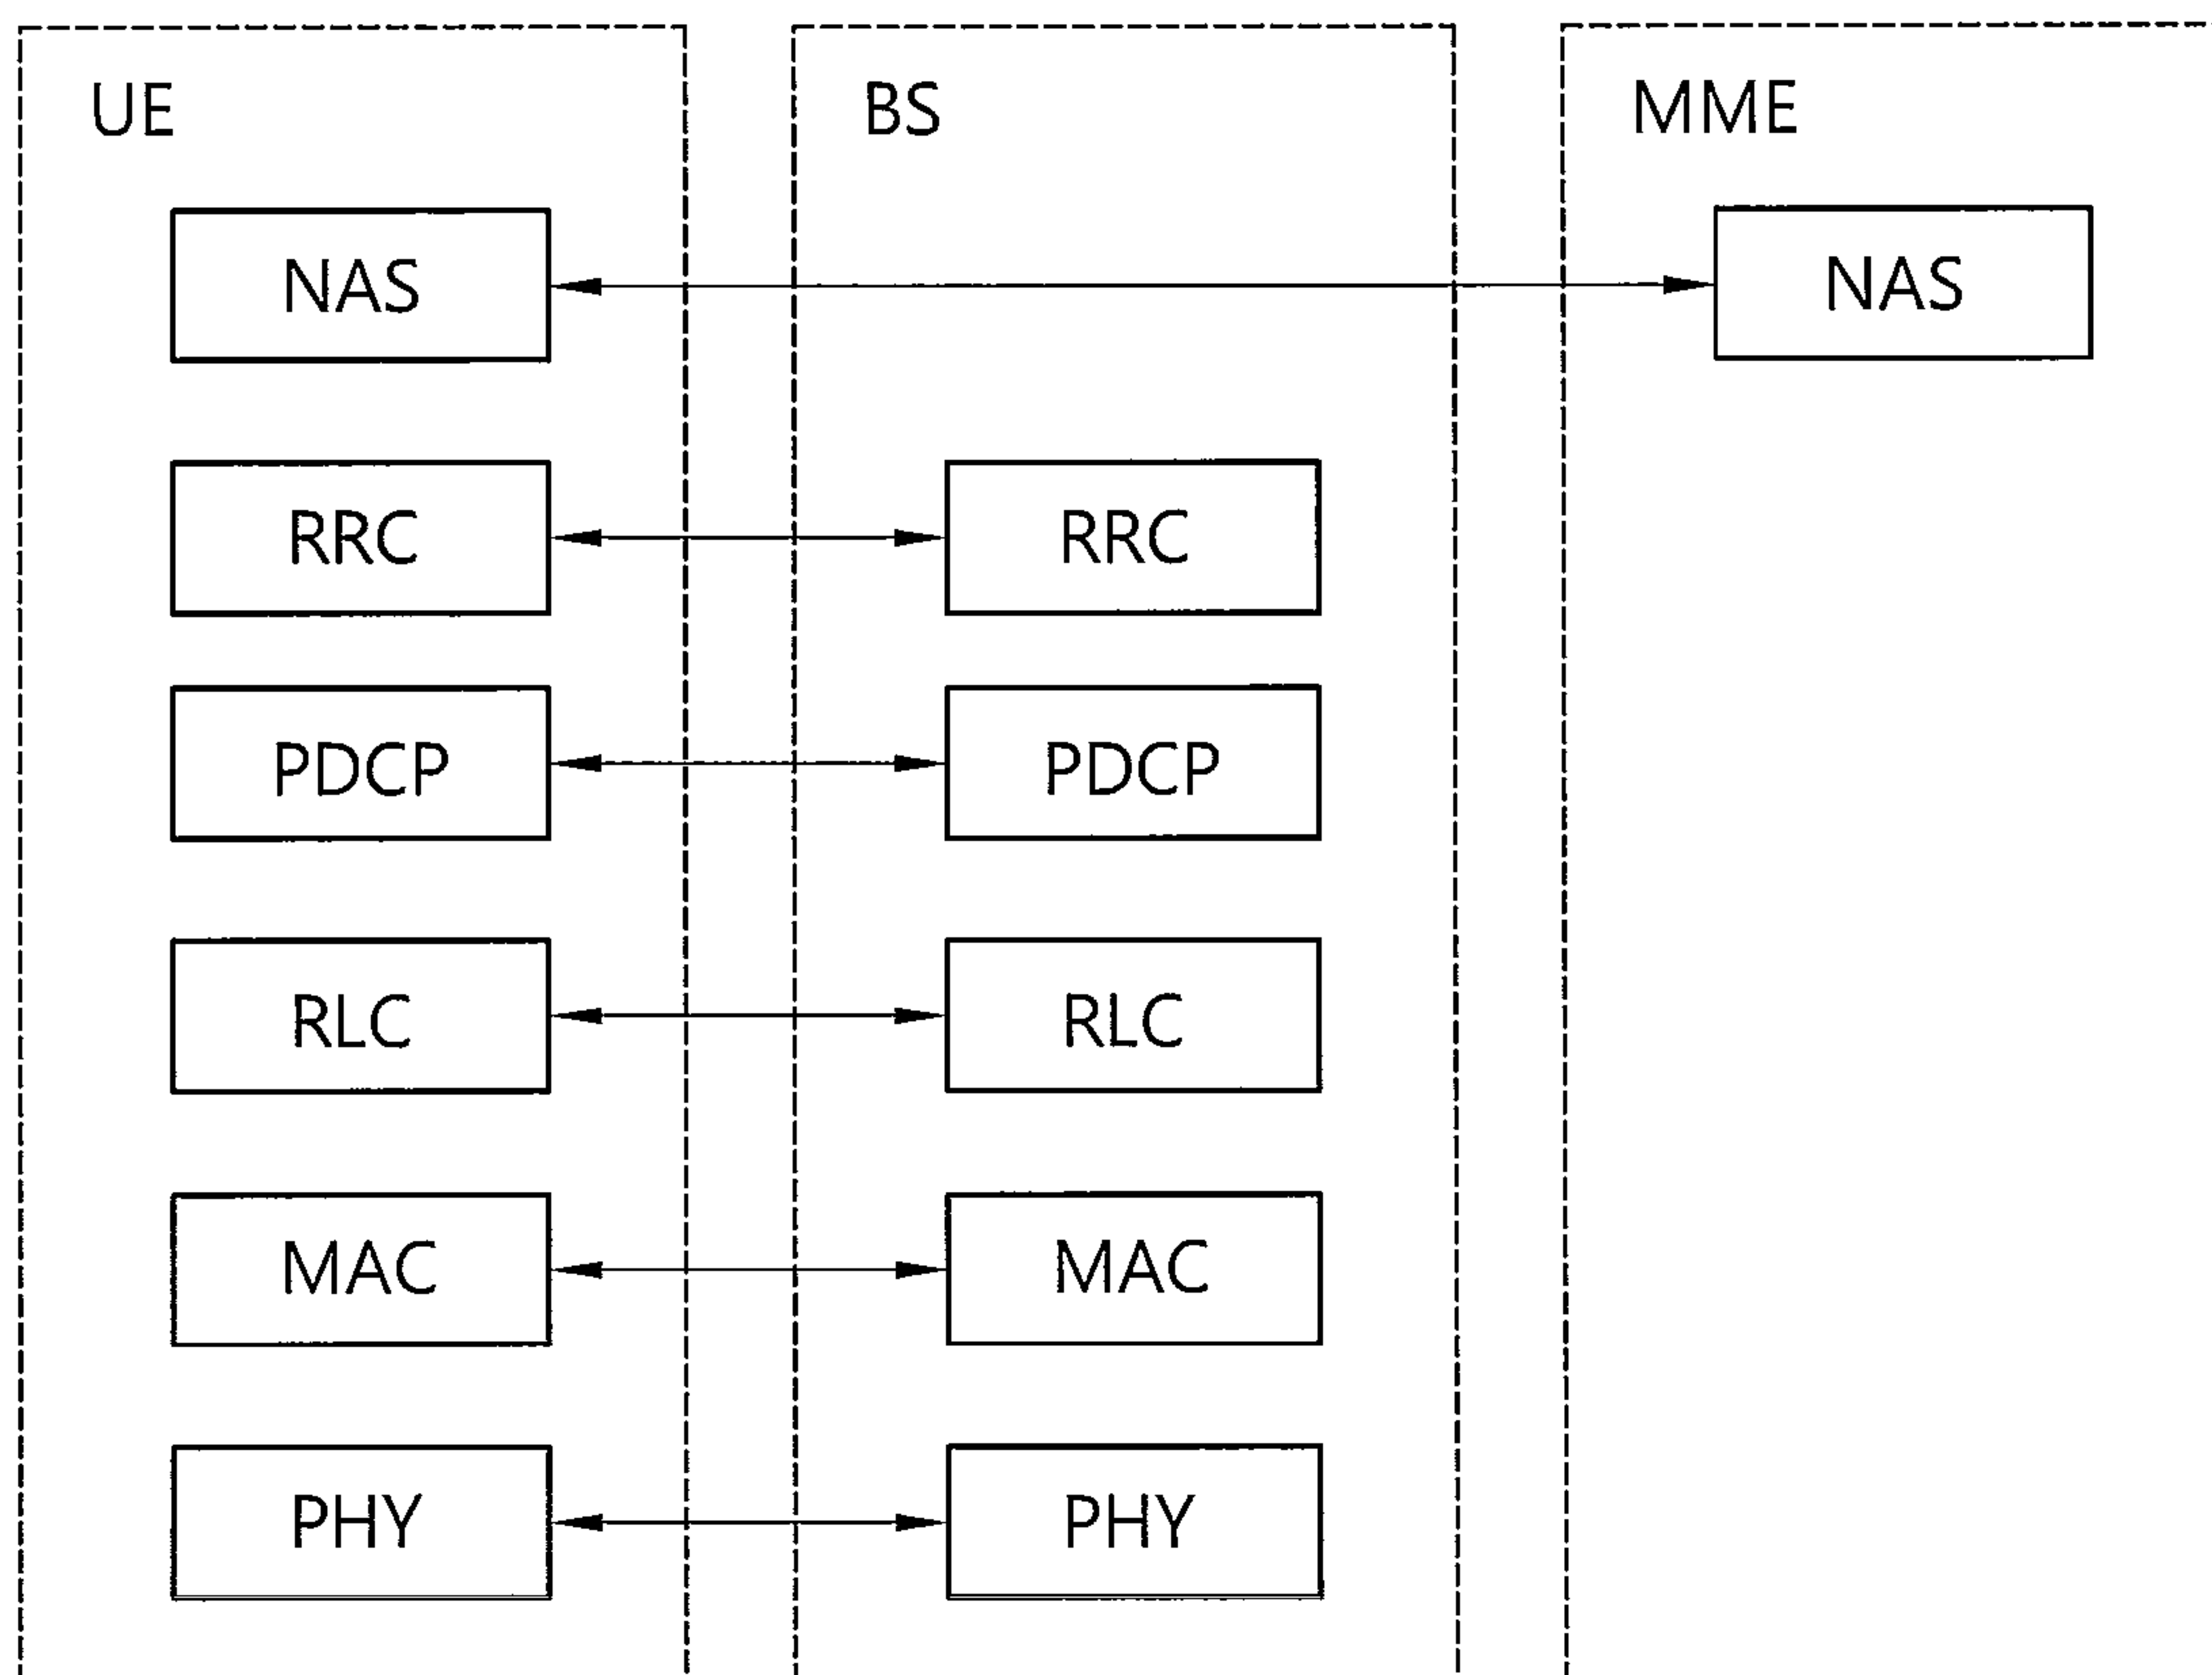 UE BS MME
NAS NAS
RRC RRC
PDCP PDCP
RLC RLC
MAC MAC
PHY PHY